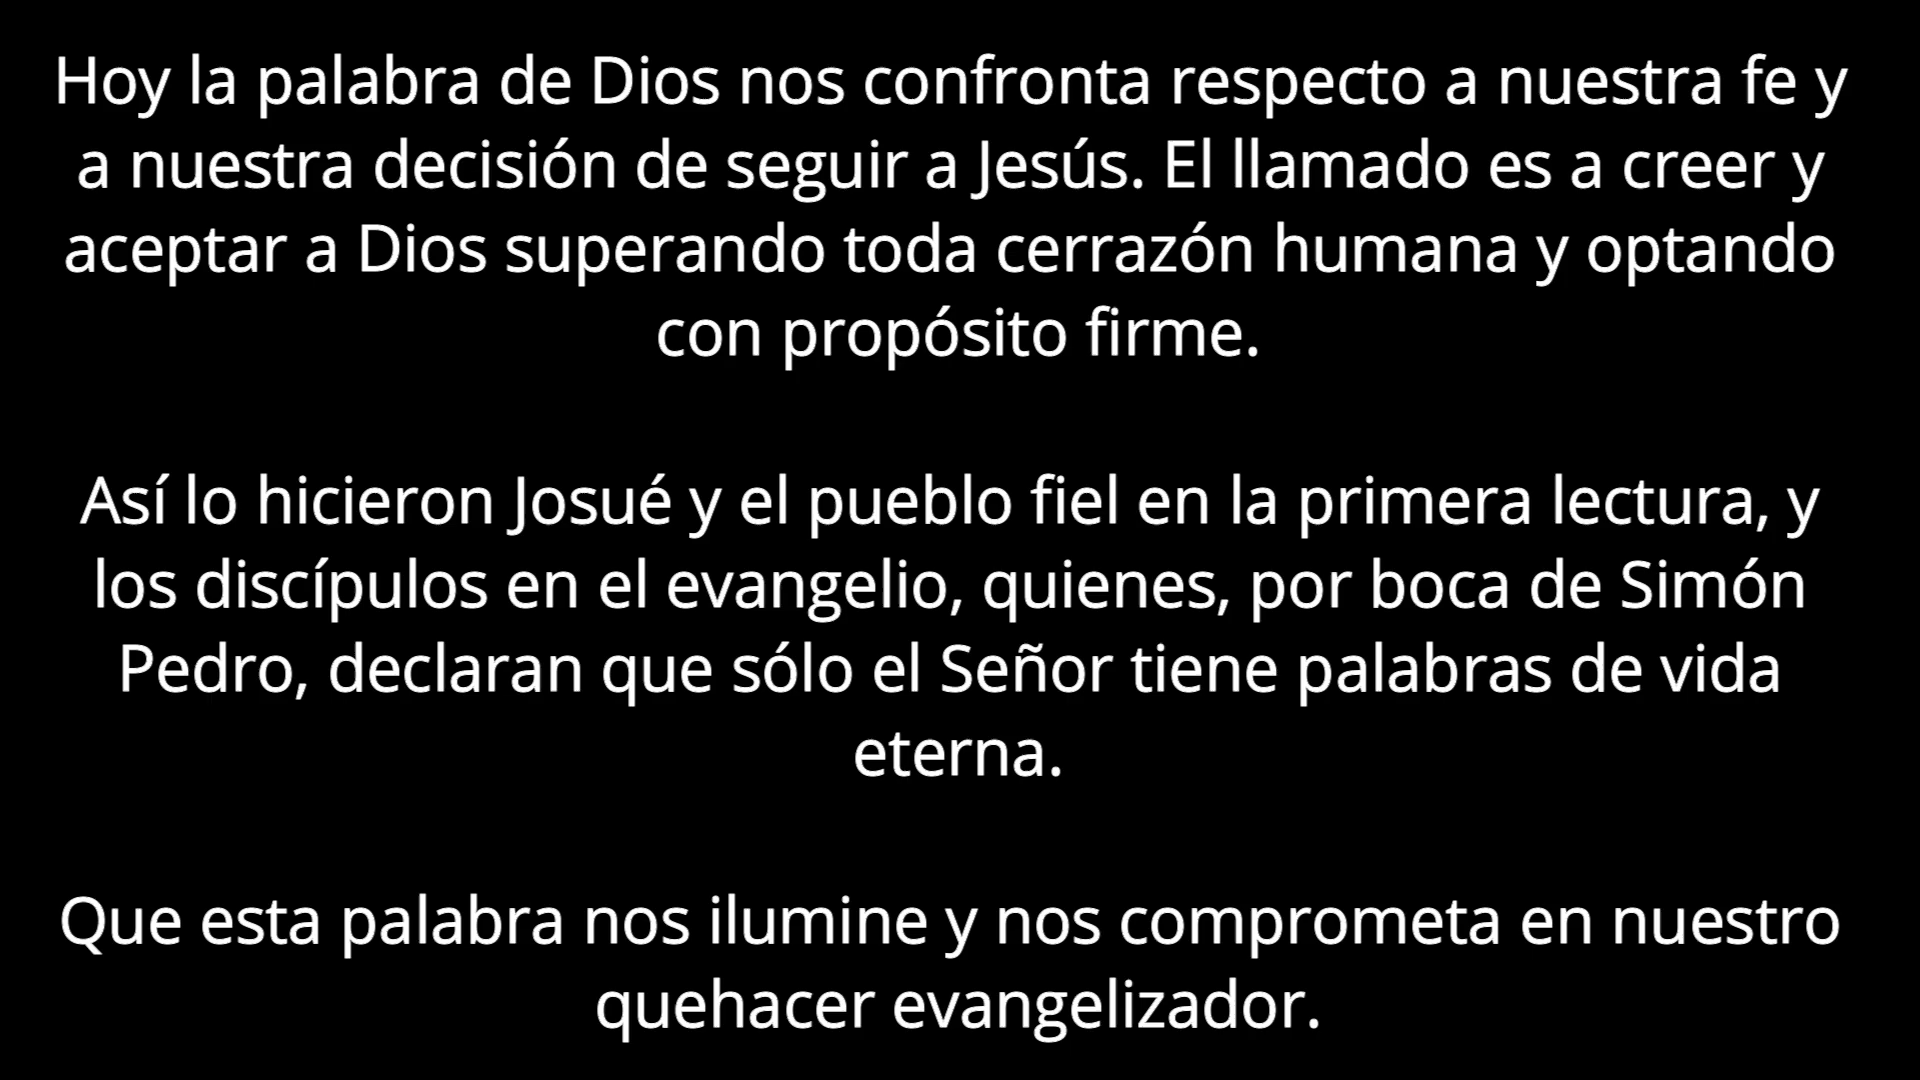 Hoy la palabra de Dios nos confronta respecto a nuestra fe y
a nuestra decisión de seguir a Jesús. El llamado es a creer y
aceptar a Dios superando toda cerrazón humana y optando
con propósito firme.
Así lo hicieron Josué y el pueblo fiel en la primera lectura, y
los discípulos en el evangelio, quienes, por boca de Simón
Pedro, declaran que sólo el Señor tiene palabras de vida
eterna.
Que esta palabra nos ilumine y nos comprometa en nuestro
quehacer evangelizador.